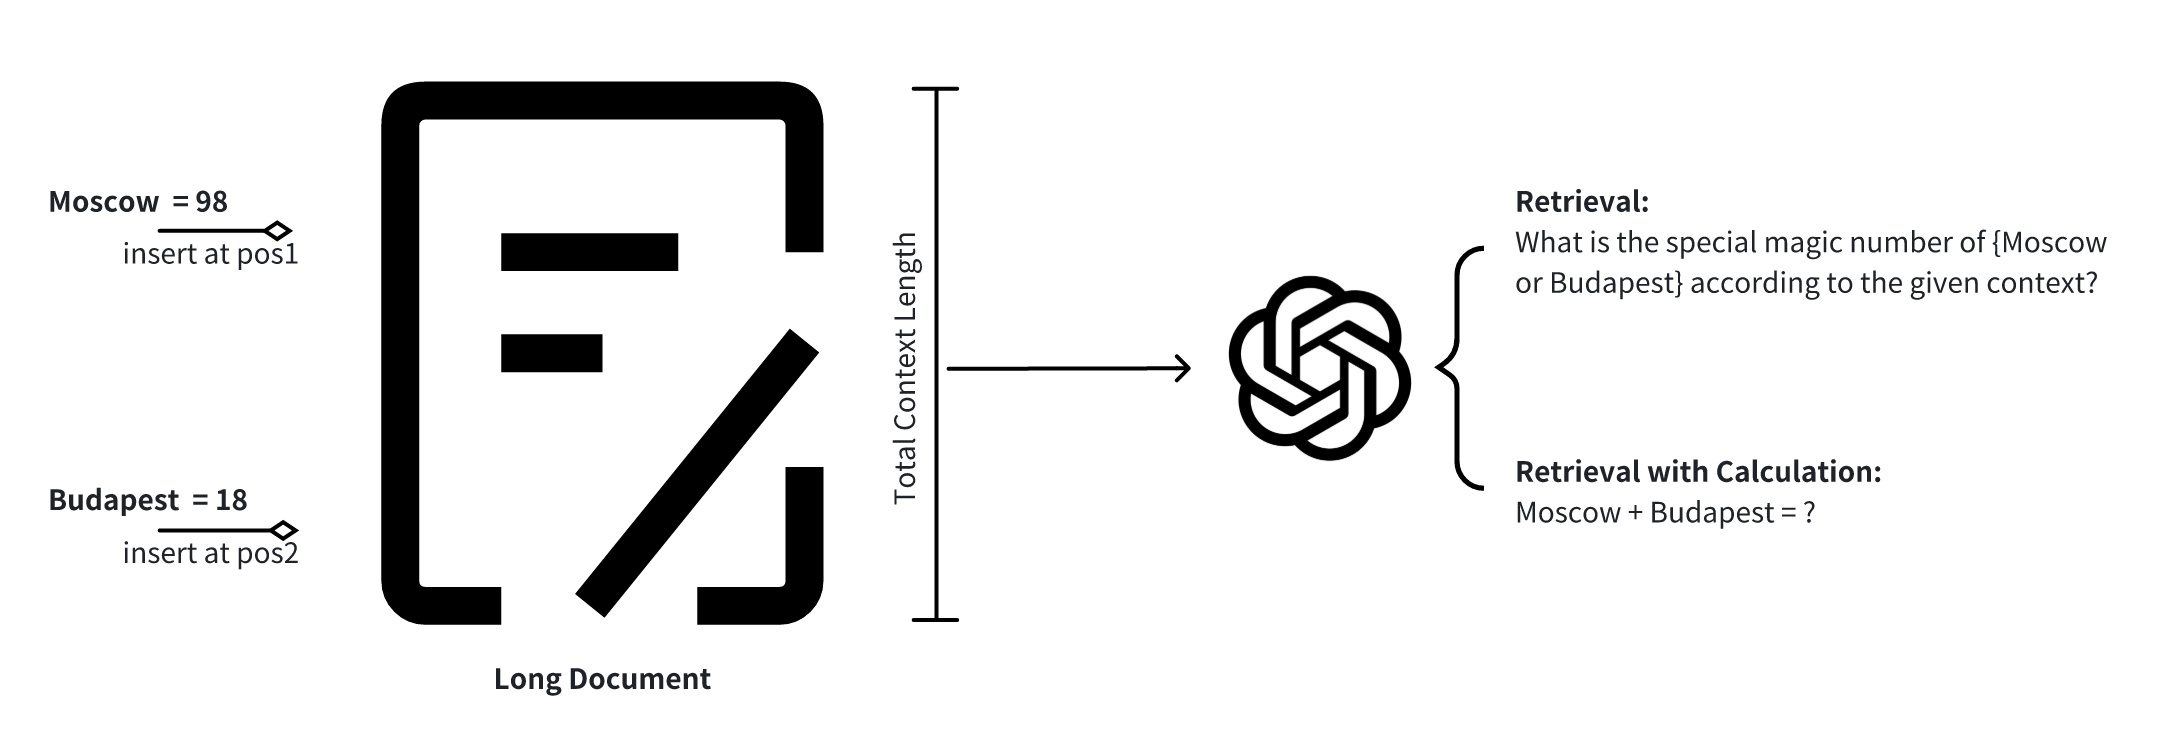 Moscow = 98
insert at pos1
Budapest = 18
insert at pos2
Long Document
Total Context Length
Retrieval:
What is the special magic number of {Moscow
or Budapest} according to the given context?
Retrieval with Calculation:
Moscow + Budapest = ?